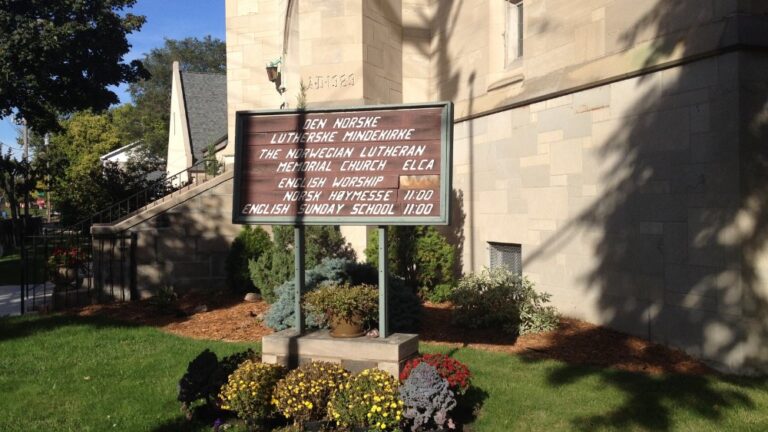 A·D·1929
DEN NORSKE
LUTHERSKE MINDEKIRKE
THE NORWEGIAN LUTHERAN
MEMORIAL CHURCH ELCA
ENGLISH WORSHIP
NORSK HØYMESSE 11:00
ENGLISH SUNDAY SCHOOL 11:00